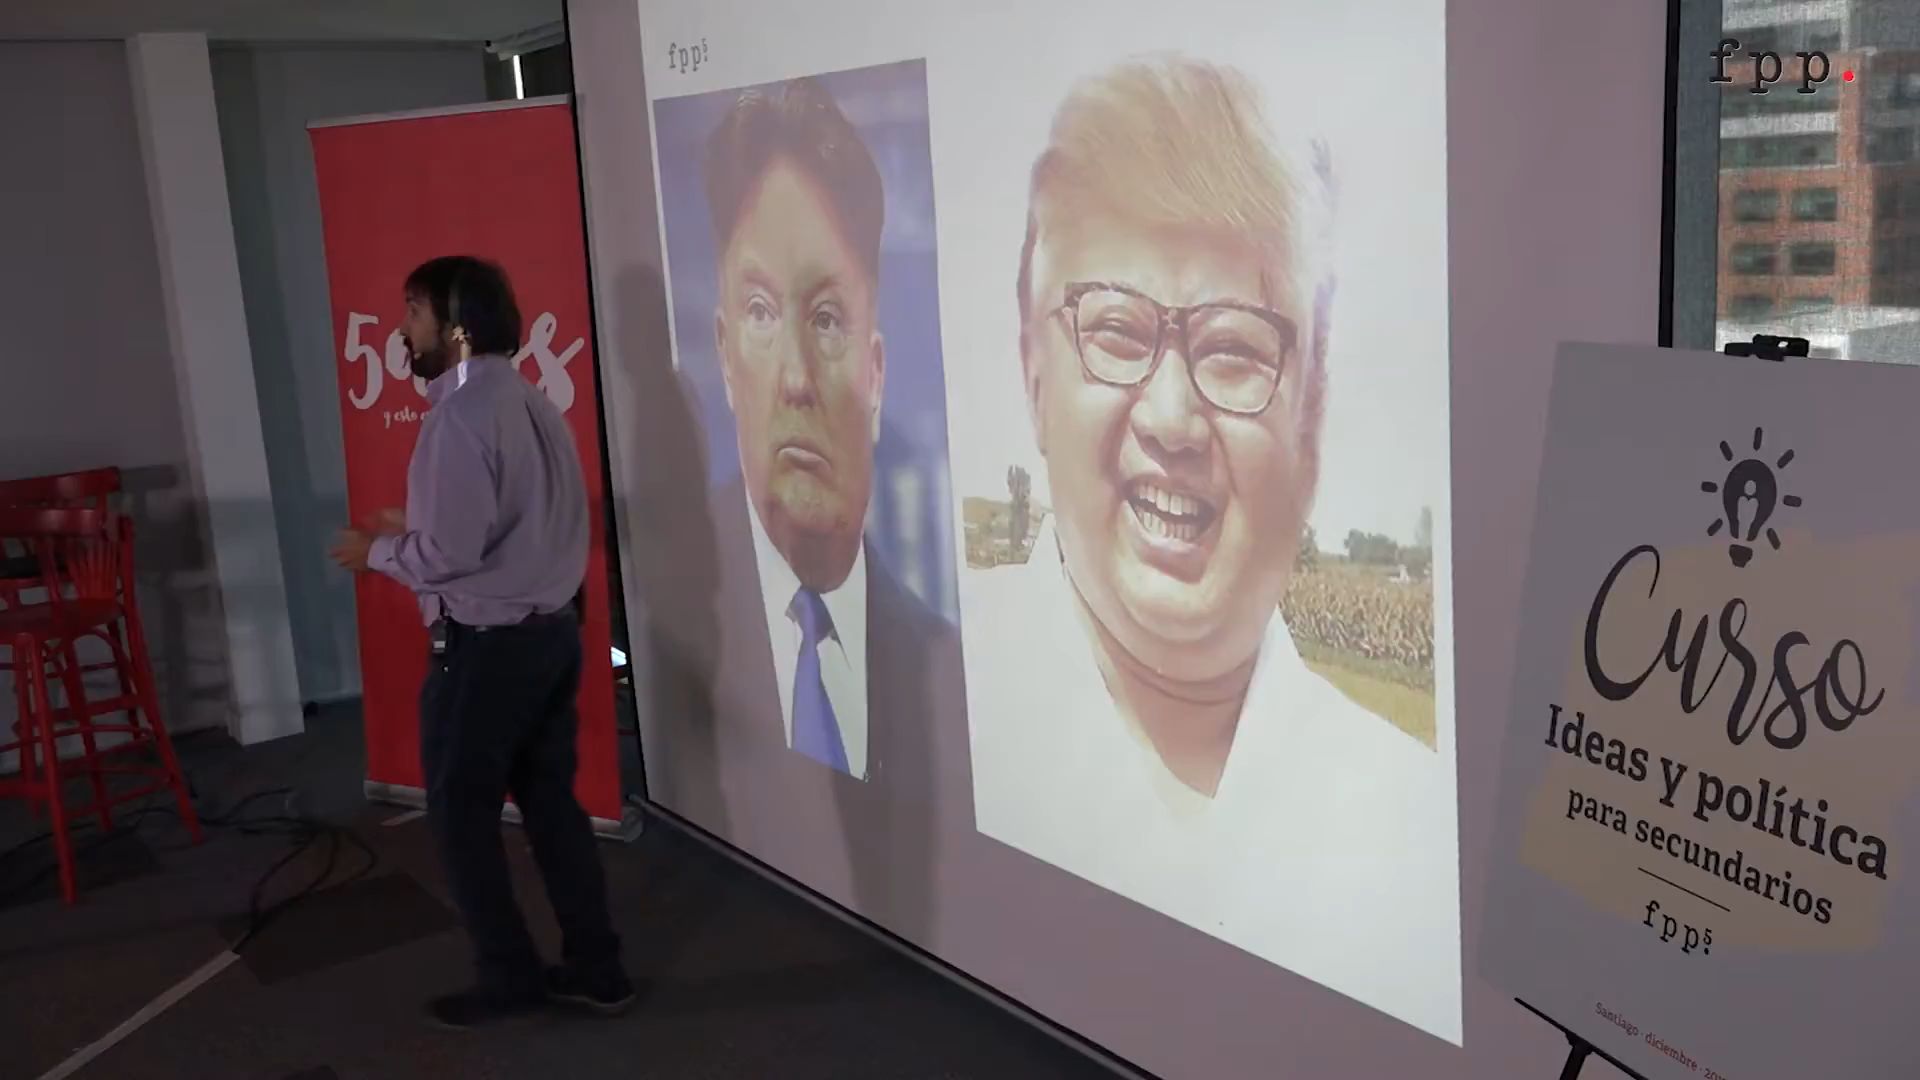 fpp5
fpp.
Curso
Ideas y política
para secundarios
fpp5
Santiago · diciembre